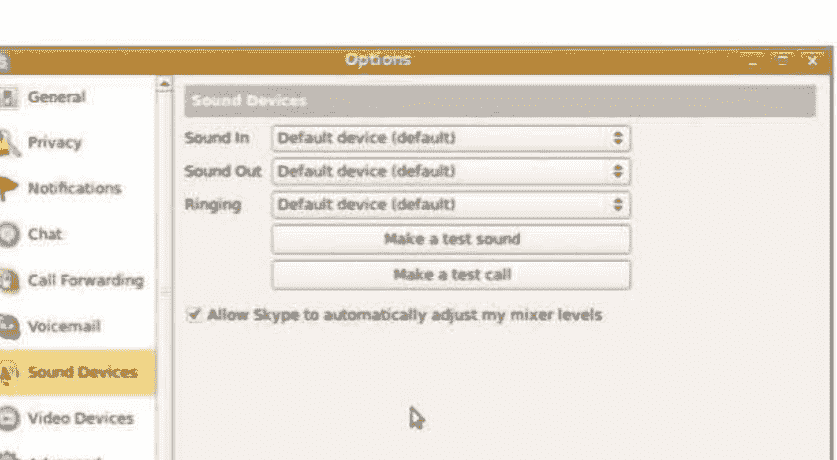 Options
General
Privacy
Notifications
Chat
Call Forwarding
Voicemail
Sound Devices
Video Devices
Sound Devices
Sound In Default device (default)
Sound Out Default device (default)
Ringing Default device (default)
Make a test sound
Make a test call
Allow Skype to automatically adjust my mixer levels